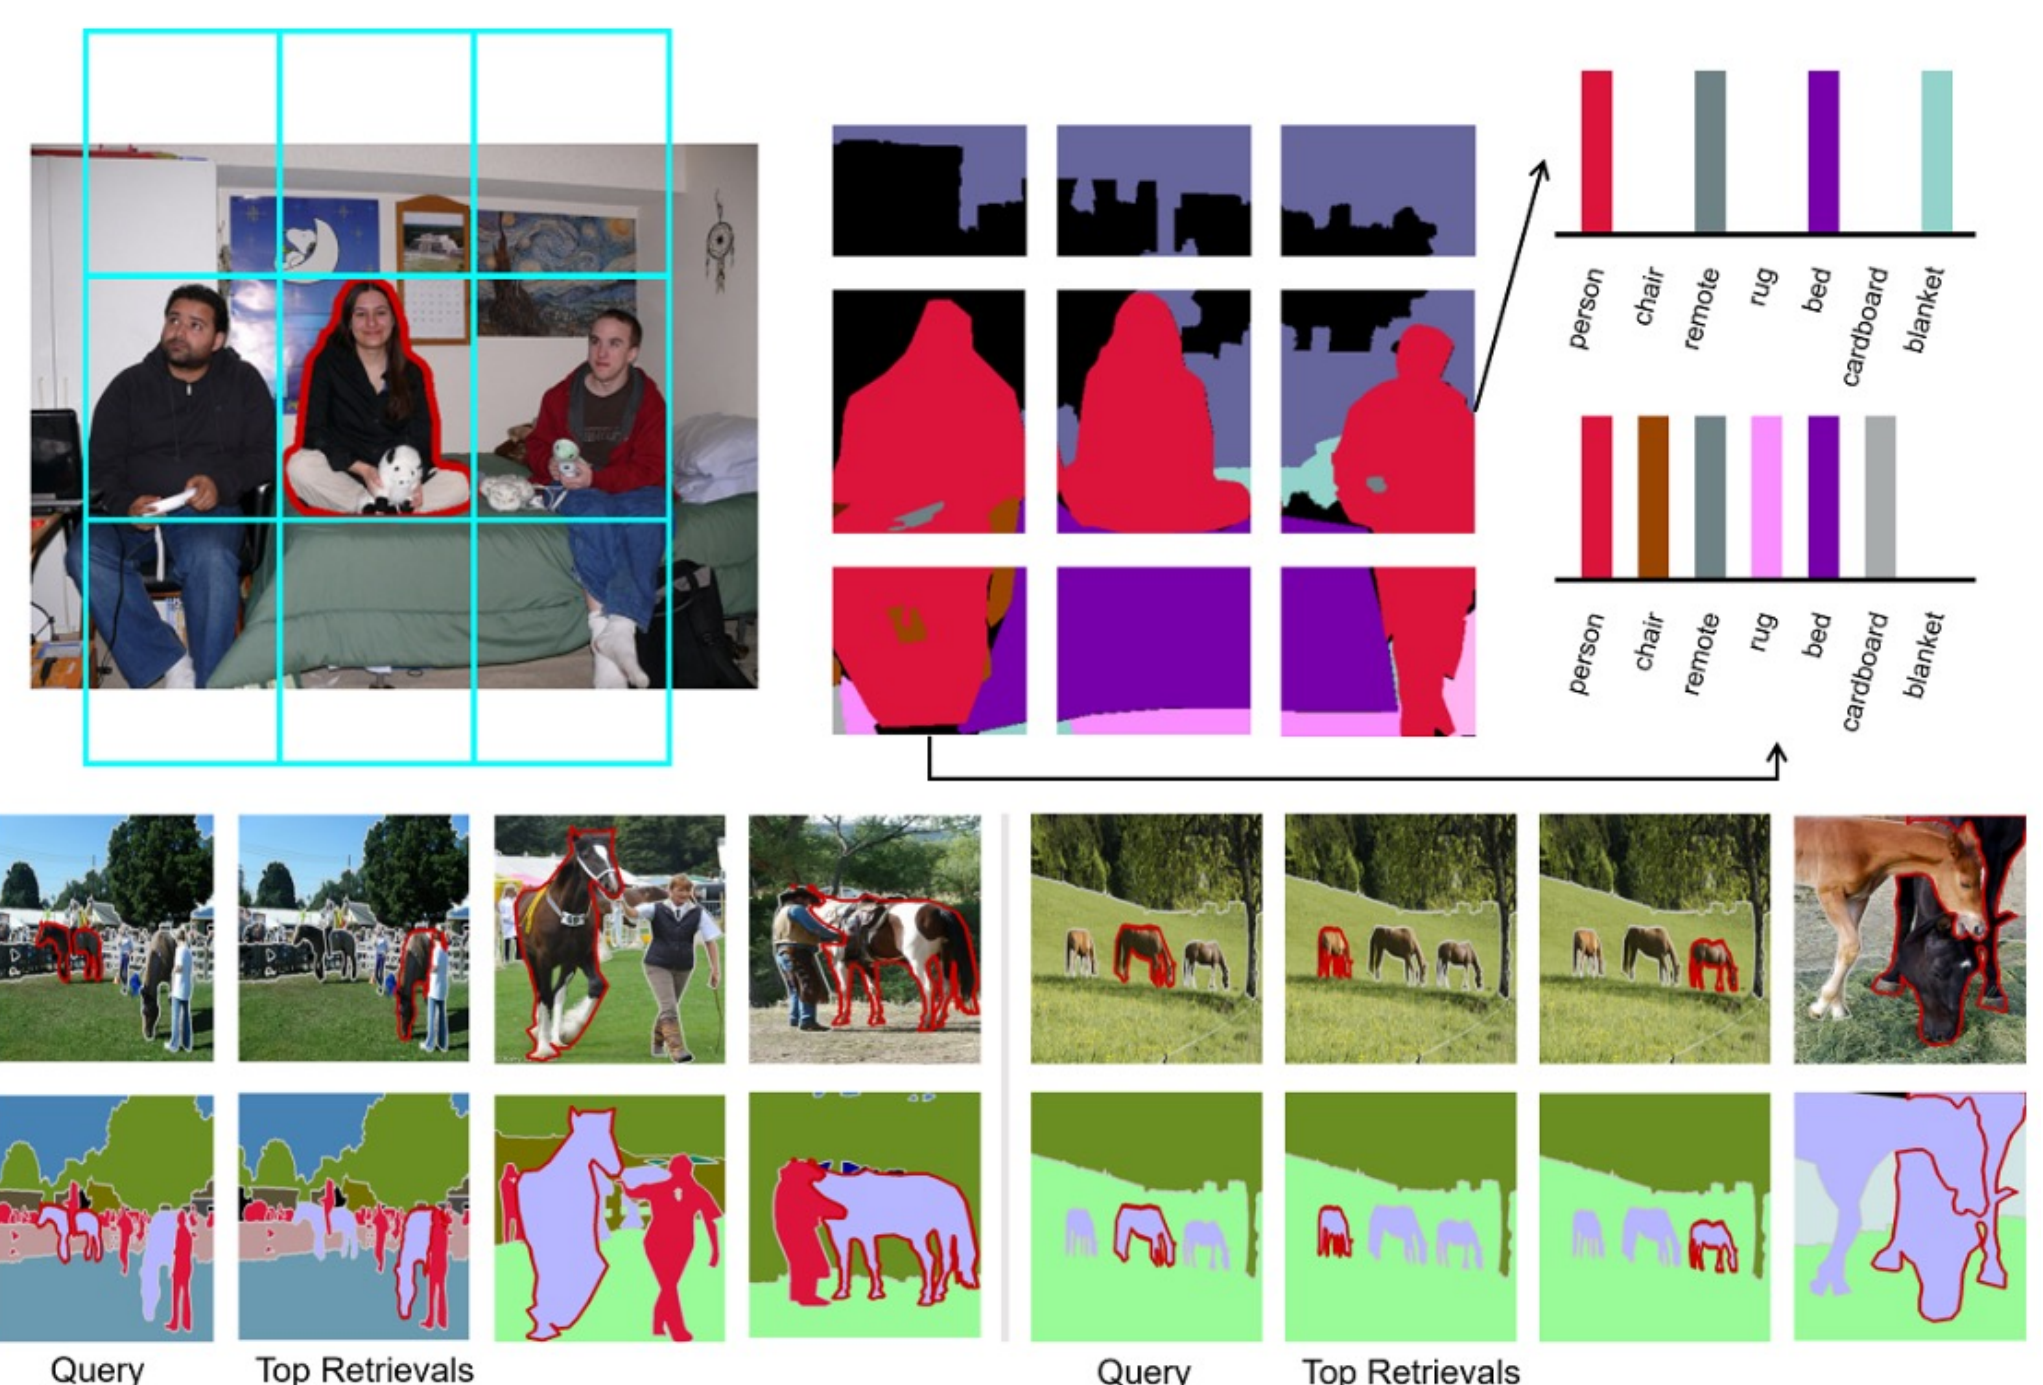 person
chair
remote
rug
bed
cardboard
blanket
person
chair
remote
rug
bed
cardboard
blanket
Query
Top Retrievals
Query
Top Retrievals